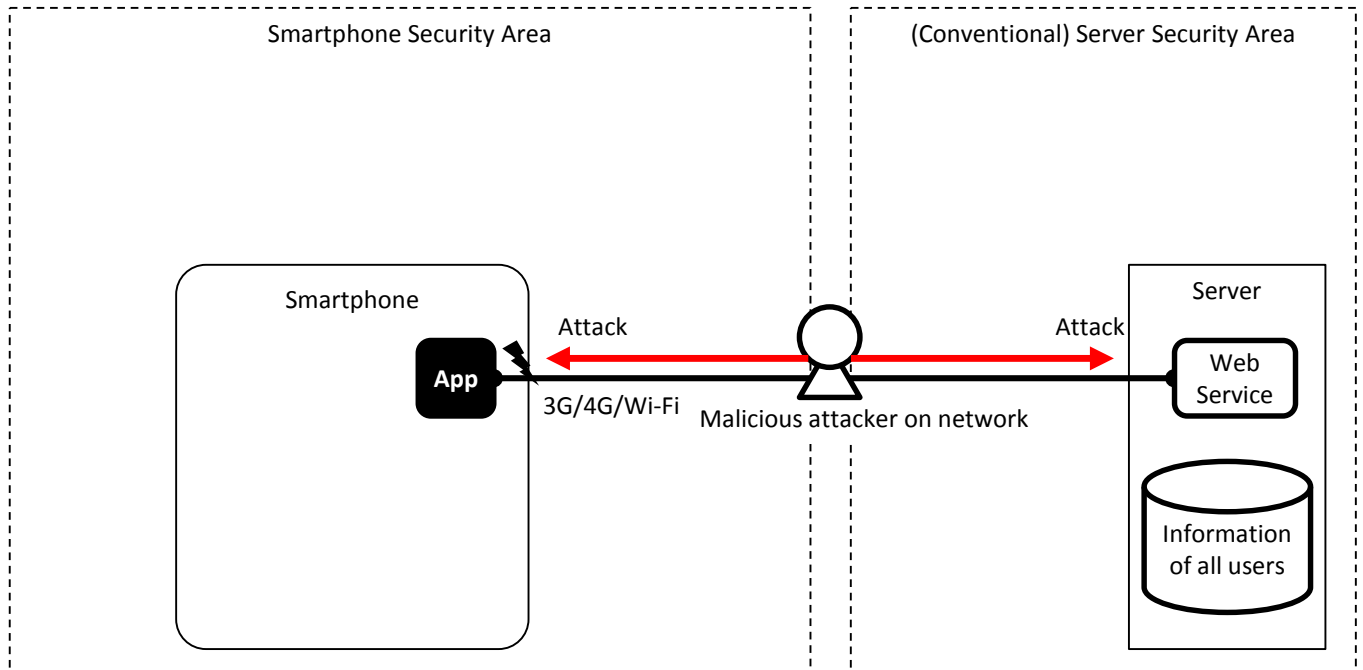 Smartphone Security Area
(Conventional) Server Security Area
Smartphone
Server
Attack
Attack
App
Web
Service
3G/4G/Wi-Fi
Malicious attacker on network
Information
of all users